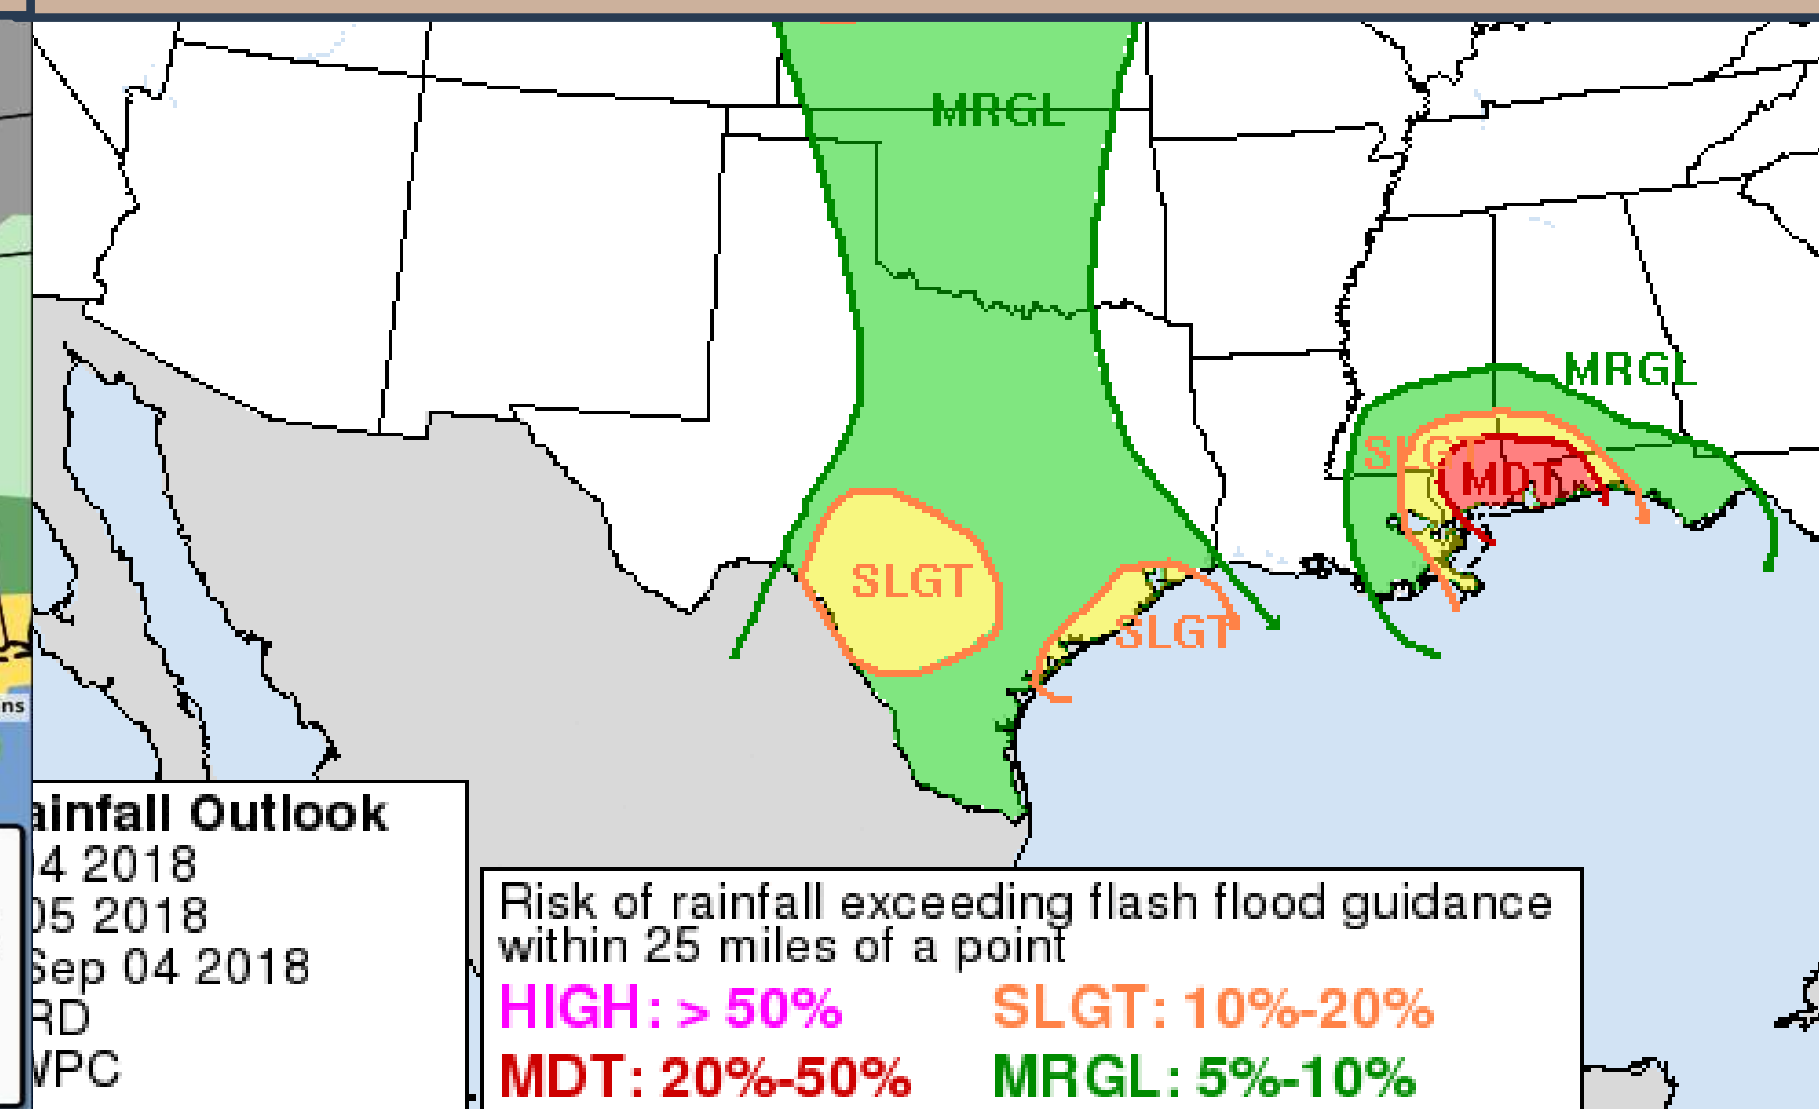 MRGL
MRGL
SLGT
MDT
SLGT
SLGT
ns
ainfall Outlook
4 2018
05 2018
Sep 04 2018
RD
WPC
Risk of rainfall exceeding flash flood guidance
within 25 miles of a point
HIGH: > 50%
SLGT: 10%-20%
MDT: 20%-50%
MRGL: 5%-10%